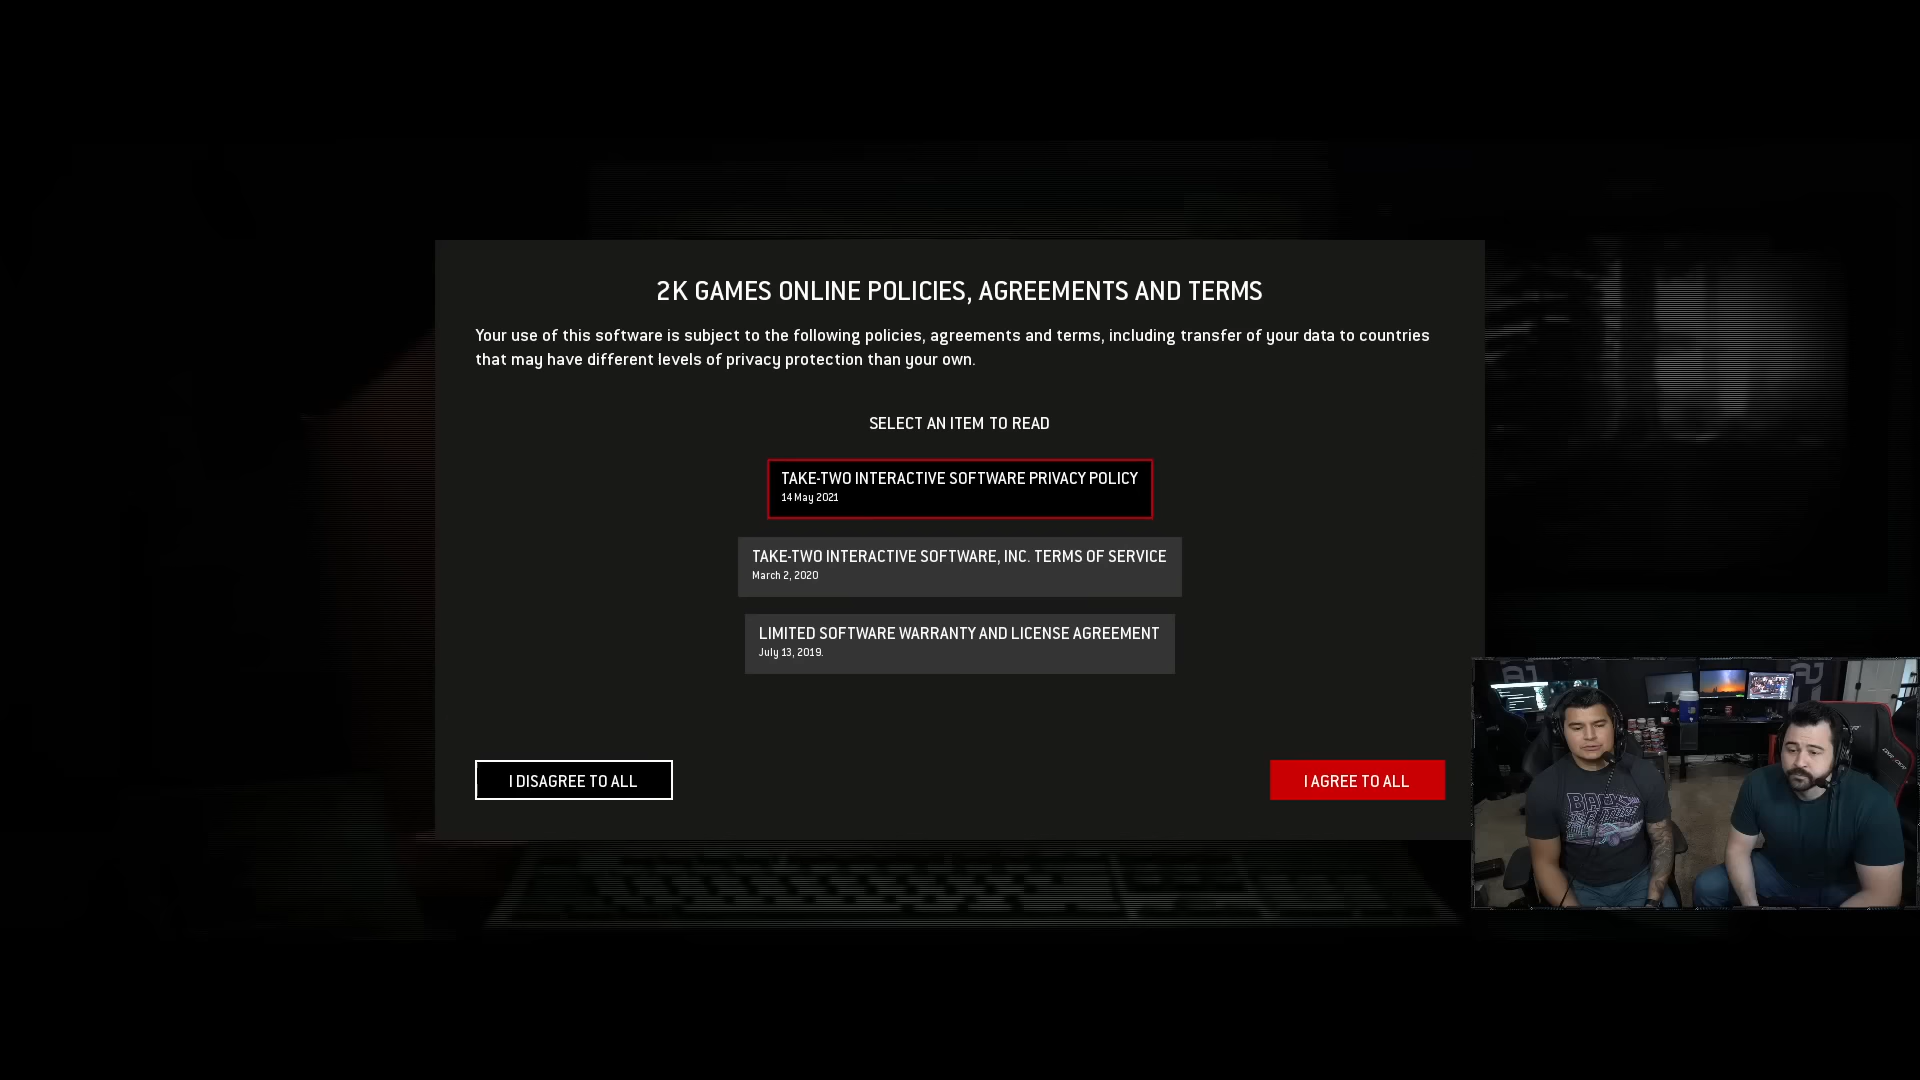 2K GAMES ONLINE POLICIES, AGREEMENTS AND TERMS
Your use of this software is subject to the following policies, agreements and terms, including transfer of your data to countries
that may have different levels of privacy protection than your own.
SELECT AN ITEM TO READ
TAKE-TWO INTERACTIVE SOFTWARE PRIVACY POLICY
14 May 2021
TAKE-TWO INTERACTIVE SOFTWARE, INC. TERMS OF SERVICE
March 2, 2020
LIMITED SOFTWARE WARRANTY AND LICENSE AGREEMENT
July 13, 2019.
I DISAGREE TO ALL
I AGREE TO ALL
BACK